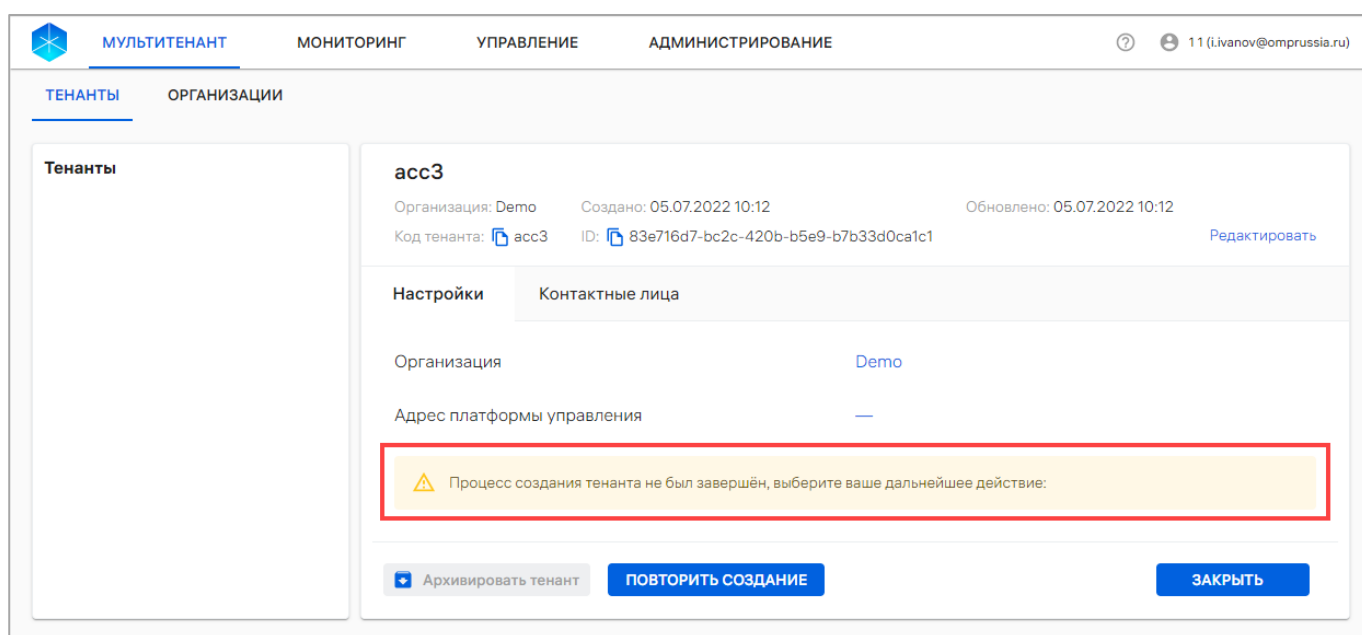 МУЛЬТИТЕНАНТ МОНИТОРИНГ УПРАВЛЕНИЕ АДМИНИСТРИРОВАНИЕ ? 11 (i.ivanov@omprussia.ru)
ТЕНАНТЫ ОРГАНИЗАЦИИ
Тенанты
acc3
Организация: Demo Создано: 05.07.2022 10:12 Обновлено: 05.07.2022 10:12
Код тенанта: acc3 ID: 83e716d7-bc2c-420b-b5e9-b7b33d0ca1c1 Редактировать
Настройки Контактные лица
Организация Demo
Адрес платформы управления —
Процесс создания тенанта не был завершён, выберите ваше дальнейшее действие:
Архивировать тенант ПОВТОРИТЬ СОЗДАНИЕ ЗАКРЫТЬ